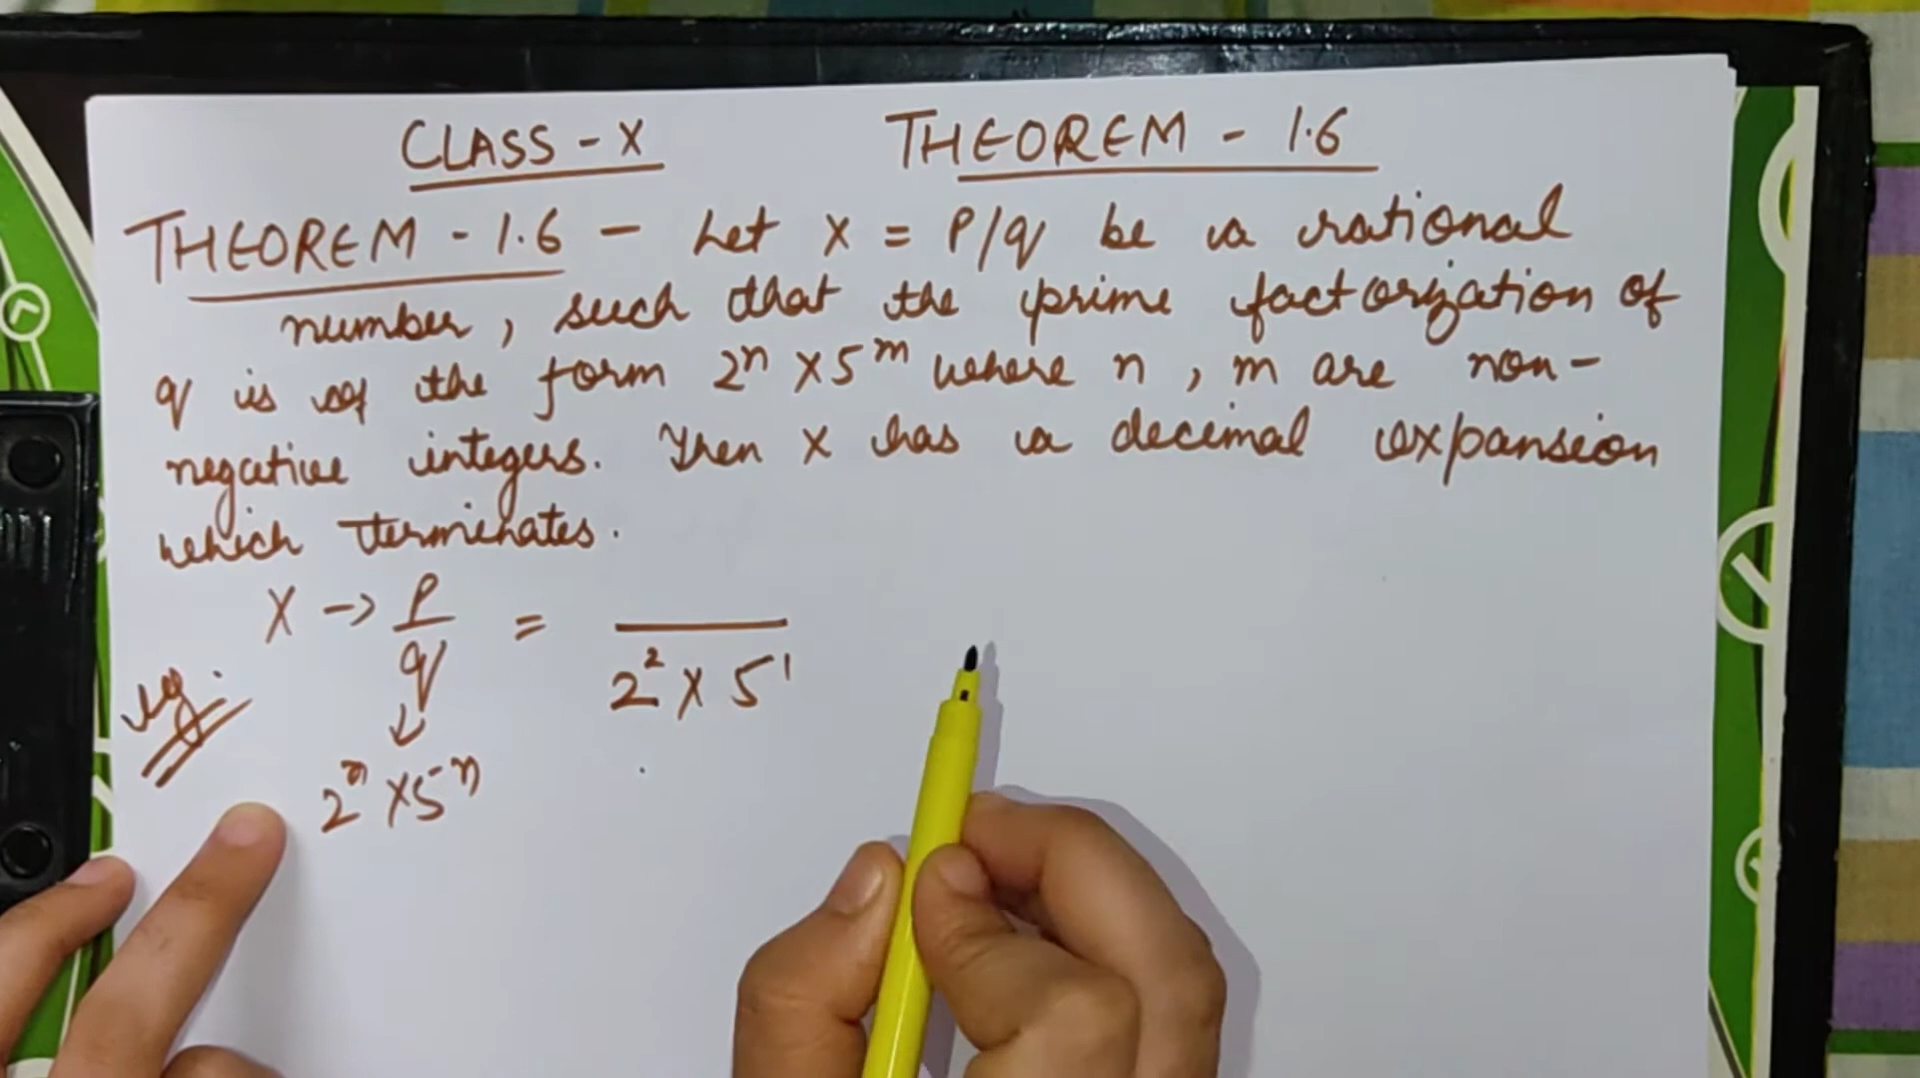 CLASS - X THEOREM - 1.6
THEOREM - 1.6 - Let X = P/q be a rational
number, such that the prime factorization of
q is of the form 2ⁿ X 5ᵐ where n, m are non-
negative integers. Then X has a decimal expansion
which terminates.
X → P/q = /2² X 5¹
eg.
↓
2ⁿ X 5ⁿ